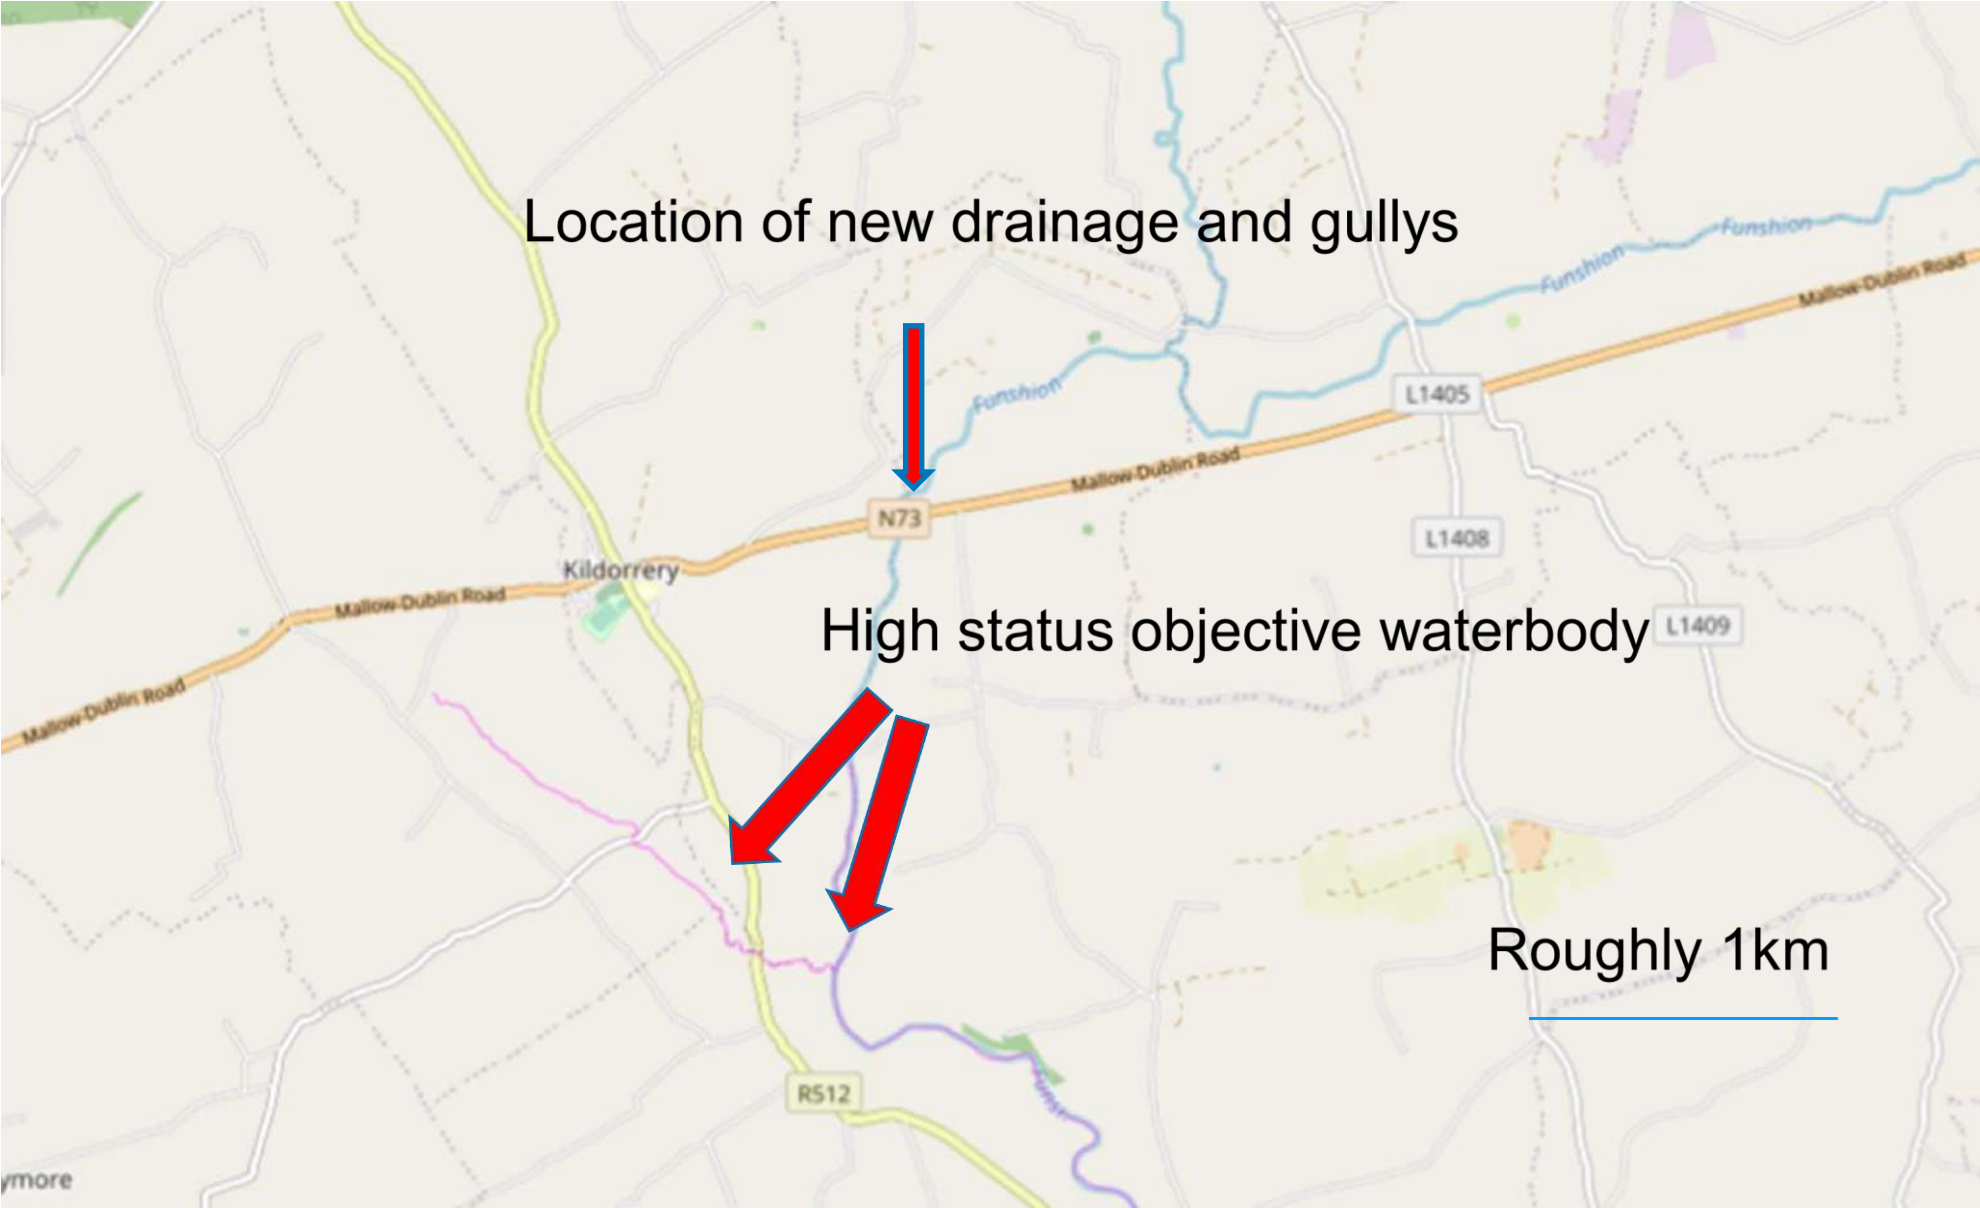 Location of new drainage and gullys
Funshion
Funshion
Mallow-Dublin Road
Funshion
L1405
Mallow-Dublin Road
N73
L1408
Kildorrery
Mallow-Dublin Road
High status objective waterbody
L1409
Mallow-Dublin Road
Roughly 1km
R512
Funsh
ymore